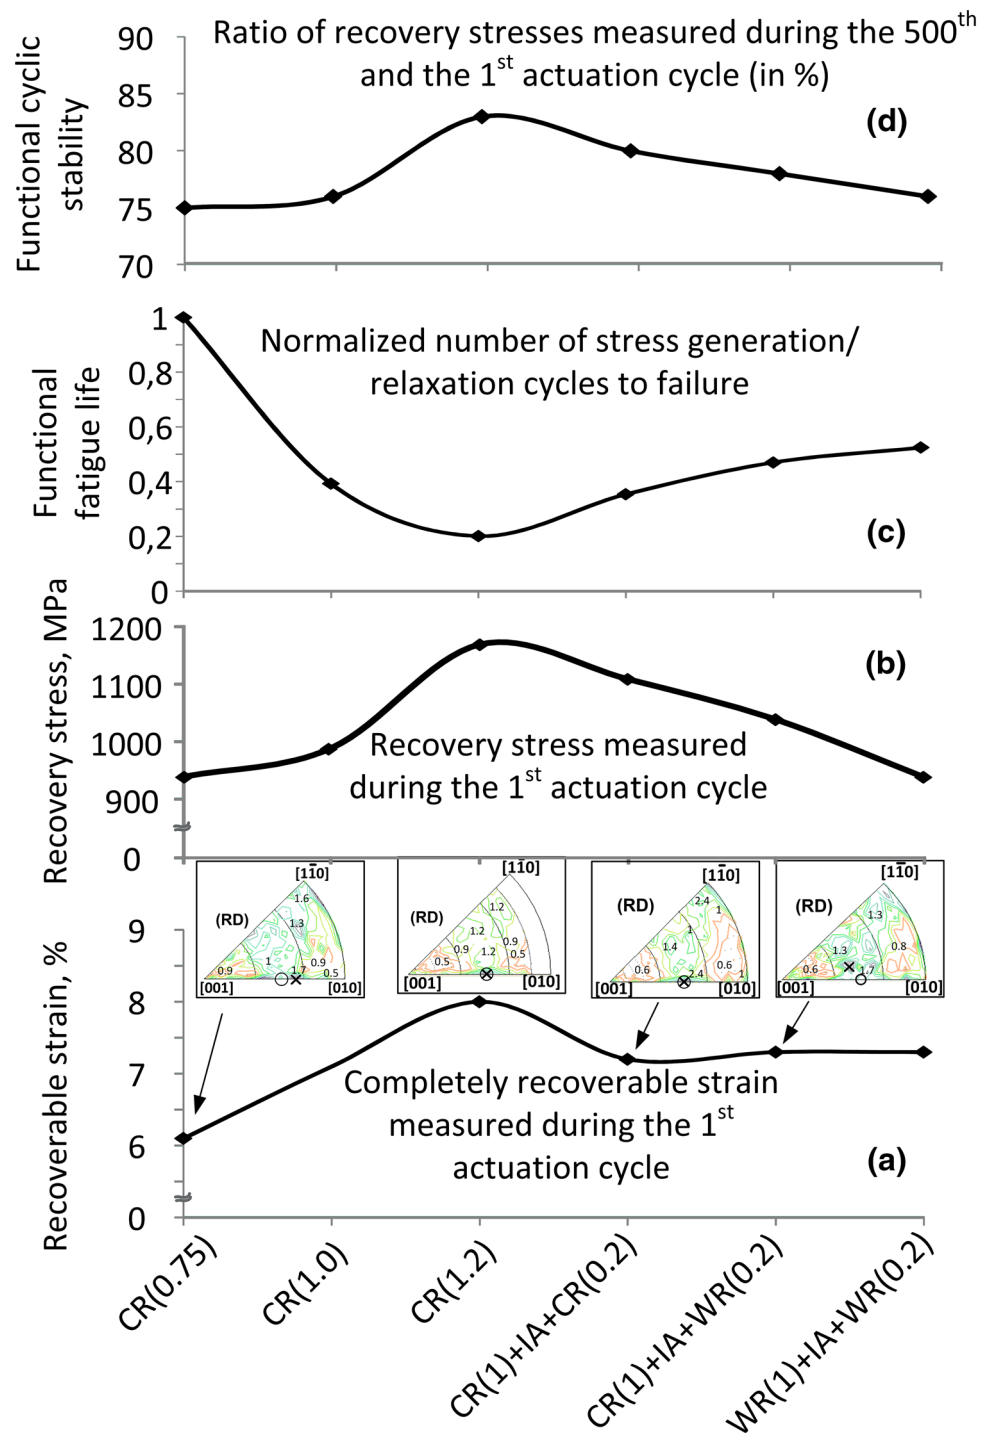 Ratio of recovery stresses measured during the 500th
and the 1st actuation cycle (in %)
(d)
Functional cyclic
stability
90
85
80
75
70
Normalized number of stress generation/
relaxation cycles to failure
(c)
Functional
fatigue life
1
0,8
0,6
0,4
0,2
0
Recovery stress measured
during the 1st actuation cycle
(b)
Recovery stress, MPa
1200
1100
1000
900
0
[11̅0]
(RD)
1.6
1.3
1
0.9
0.9
1.7
0.5
[001]
[010]
[11̅0]
(RD)
1.2
1.2
0.9
0.9
1.2
0.5
0.5
[001]
[010]
[11̅0]
(RD)
2.4
1
1
1.4
0.6
0.6
2.4
1
[001]
[010]
[11̅0]
(RD)
1.3
1.3
0.8
0.6
1.7
[001]
[010]
Completely recoverable strain
measured during the 1st
actuation cycle
(a)
Recoverable strain, %
9
8
7
6
0
CR(0.75)
CR(1.0)
CR(1.2)
CR(1)+IA+CR(0.2)
CR(1)+IA+WR(0.2)
WR(1)+IA+WR(0.2)